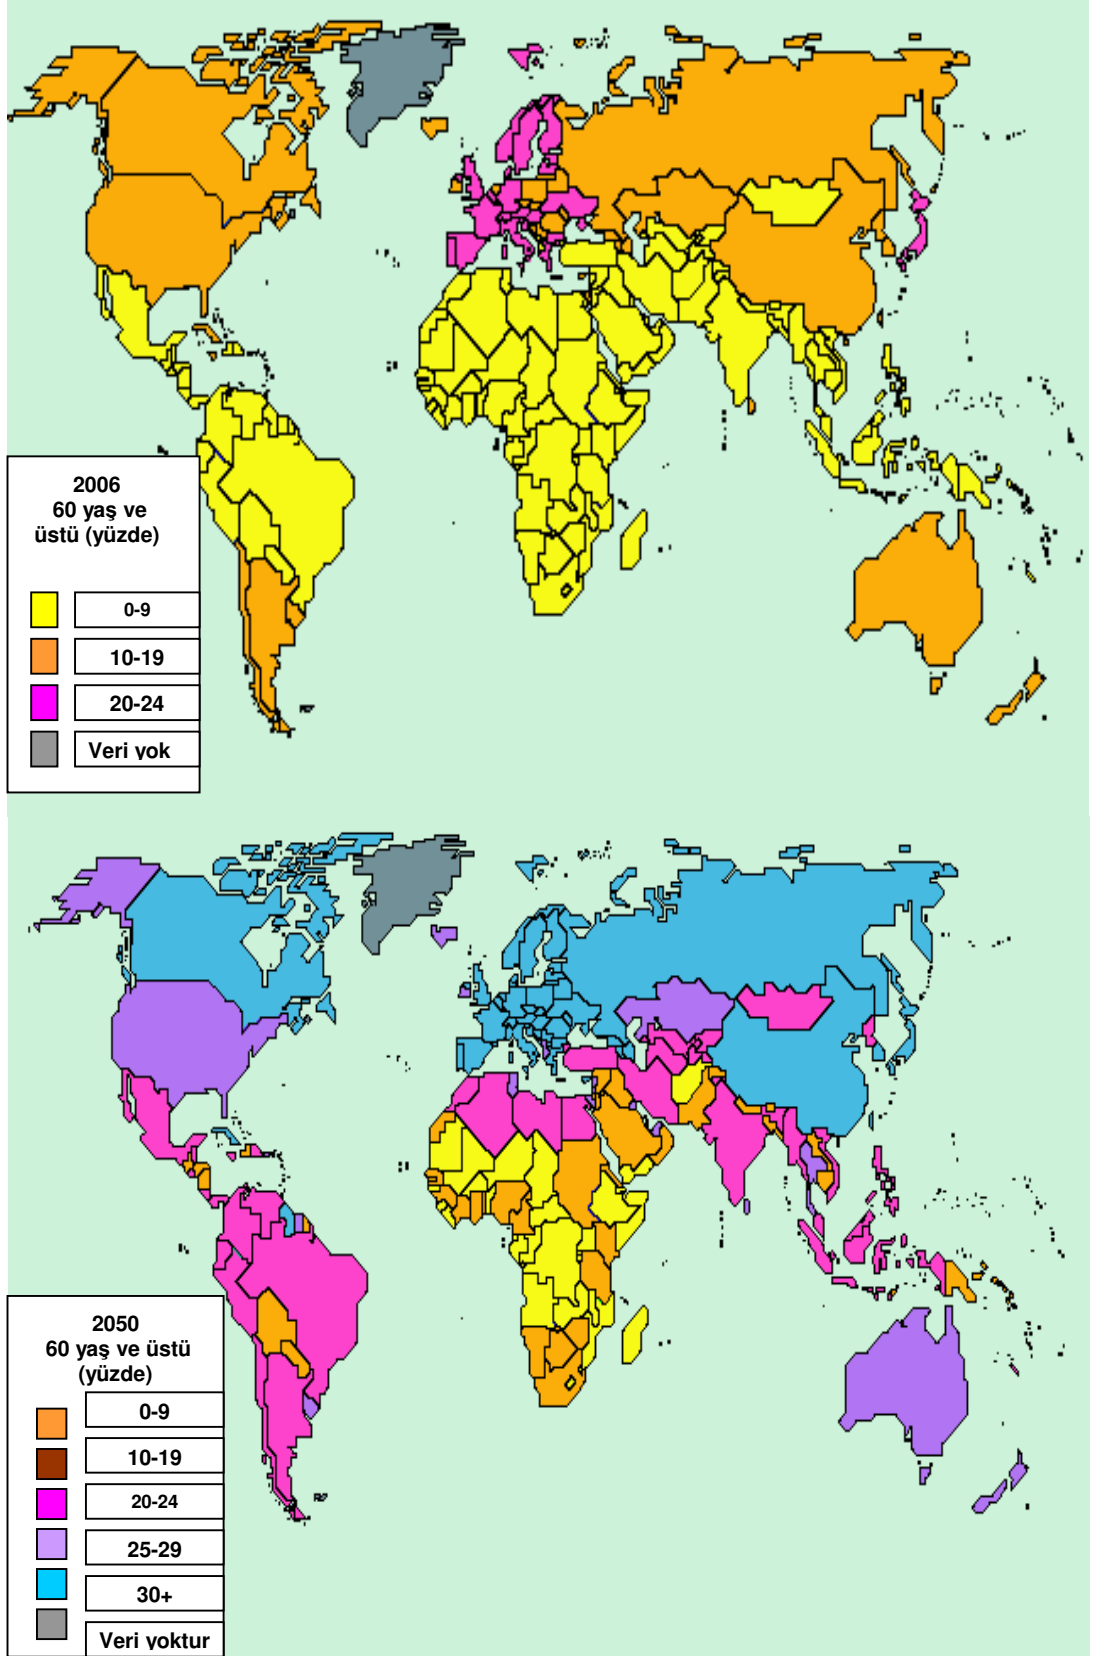 2006
60 yaş ve
üstü (yüzde)
0-9
10-19
20-24
Veri yok
2050
60 yaş ve üstü
(yüzde)
0-9
10-19
20-24
25-29
30+
Veri yoktur